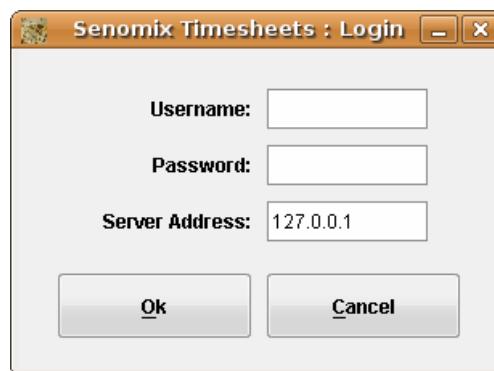 Senomix Timesheets : Login
Username:
Password:
Server Address: 127.0.0.1
Ok Cancel